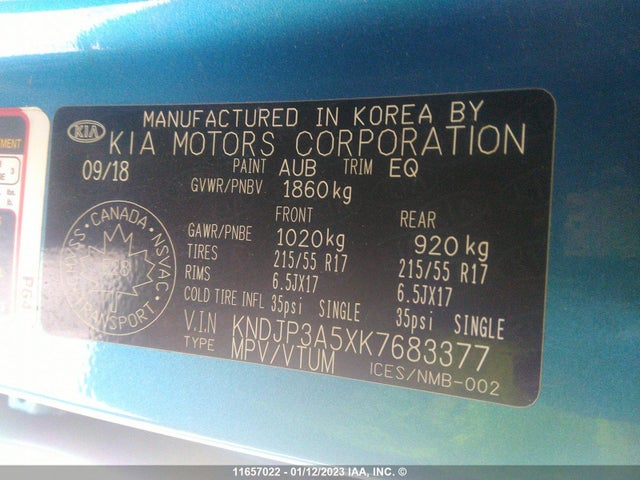 MANUFACTURED IN KOREA BY
KIA KIA MOTORS CORPORATION
09/18 PAINT AUB TRIM EQ
GVWR/PNBV 1860kg
FRONT REAR
GAWR/PNBE 1020kg 920kg
TIRES 215/55 R17 215/55 R17
RIMS 6.5JX17 6.5JX17
COLD TIRE INFL 35psi SINGLE 35psi SINGLE
V.I.N KNDJP3A5XK7683377
TYPE MPV/VTUM ICES/NMB-002
CANADA
NSVAC
TRANSPORT
11657022 - 01/12/2023 IAA, INC. ©